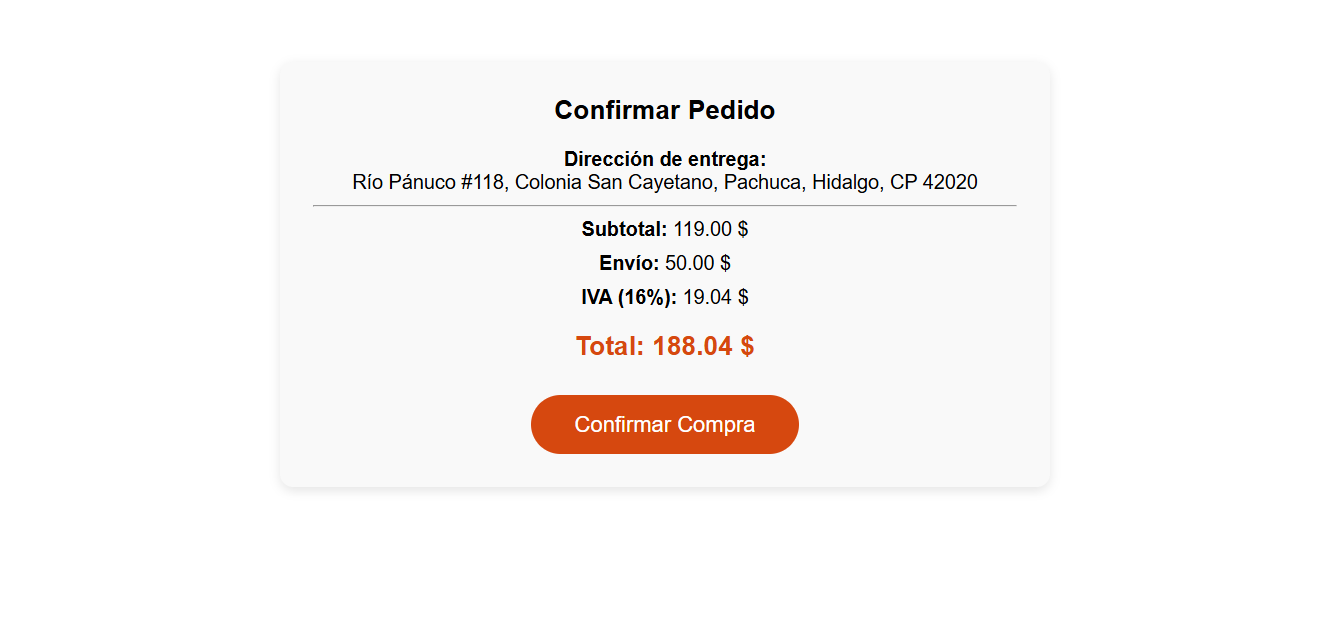 Confirmar Pedido
Dirección de entrega:
Río Pánuco #118, Colonia San Cayetano, Pachuca, Hidalgo, CP 42020
Subtotal: 119.00 $
Envío: 50.00 $
IVA (16%): 19.04 $
Total: 188.04 $
Confirmar Compra